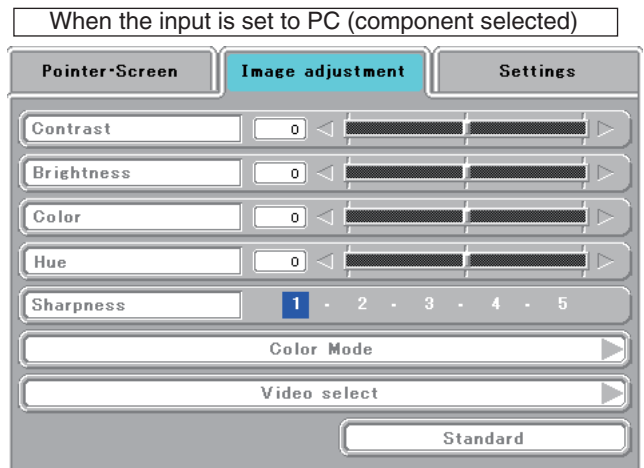 When the input is set to PC (component selected)
Pointer･Screen Image adjustment Settings
Contrast 0
Brightness 0
Color 0
Hue 0
Sharpness 1 - 2 - 3 - 4 - 5
Color Mode
Video select
Standard